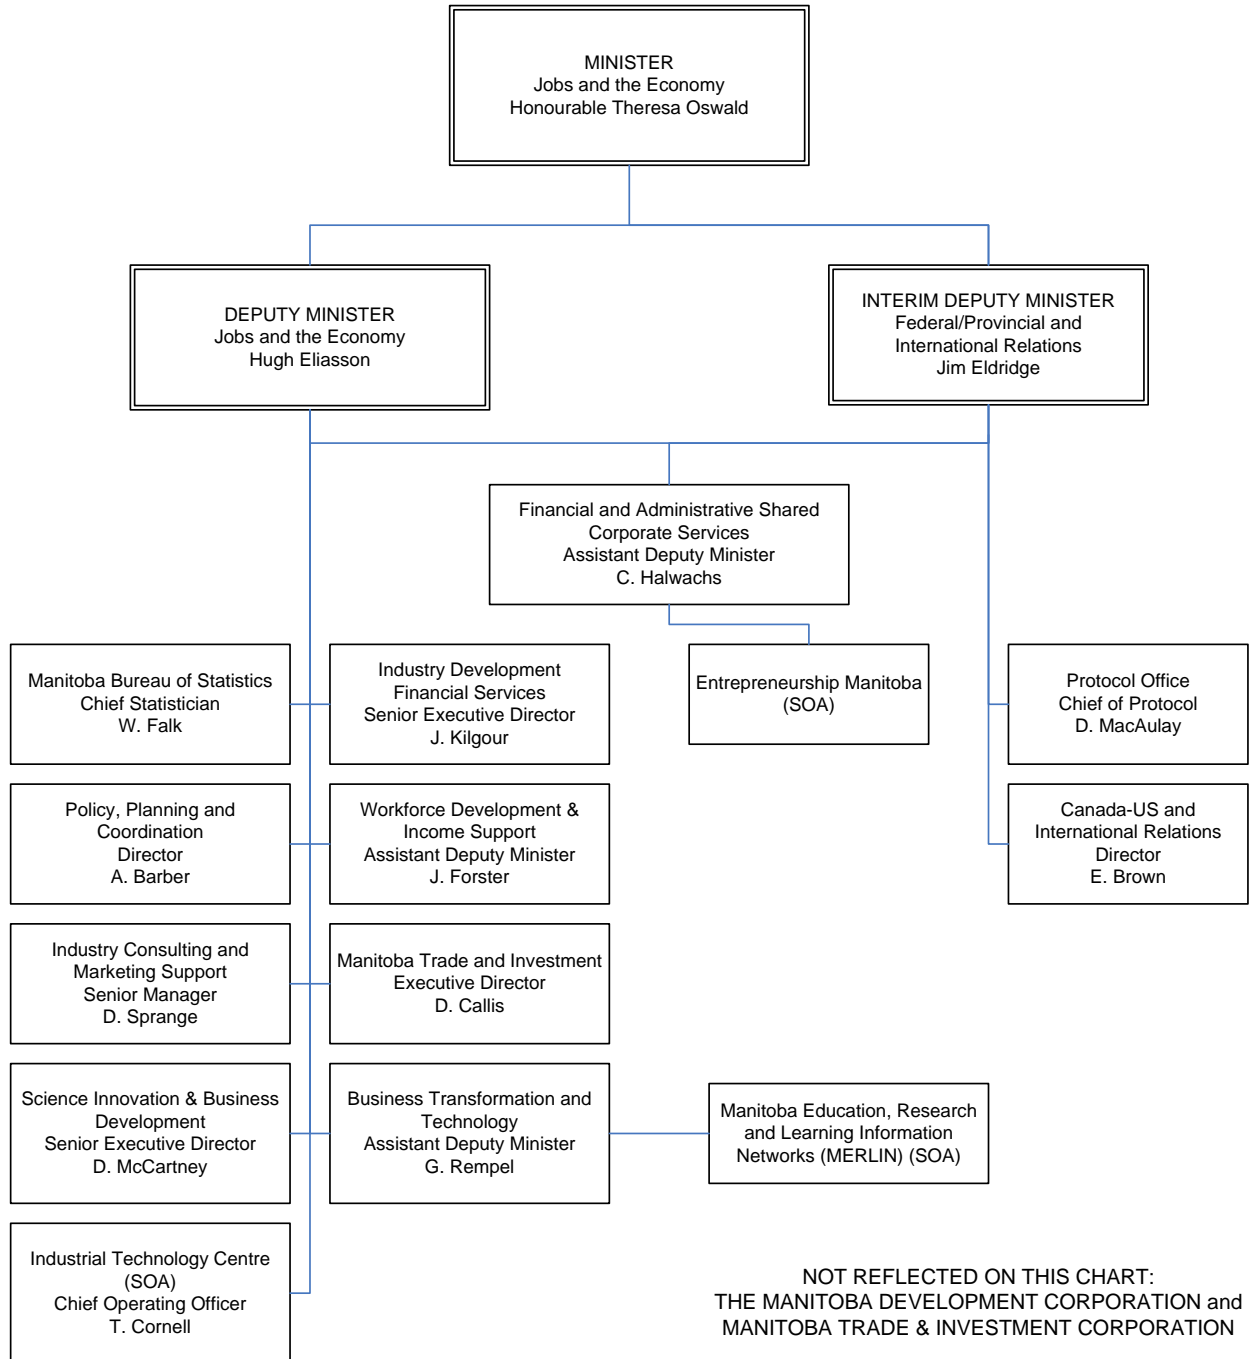 MINISTER
Jobs and the Economy
Honourable Theresa Oswald
DEPUTY MINISTER
Jobs and the Economy
Hugh Eliasson
INTERIM DEPUTY MINISTER
Federal/Provincial and
International Relations
Jim Eldridge
Financial and Administrative Shared
Corporate Services
Assistant Deputy Minister
C. Halwachs
Manitoba Bureau of Statistics
Chief Statistician
W. Falk
Industry Development
Financial Services
Senior Executive Director
J. Kilgour
Entrepreneurship Manitoba
(SOA)
Protocol Office
Chief of Protocol
D. MacAulay
Policy, Planning and
Coordination
Director
A. Barber
Workforce Development &
Income Support
Assistant Deputy Minister
J. Forster
Canada-US and
International Relations
Director
E. Brown
Industry Consulting and
Marketing Support
Senior Manager
D. Sprange
Manitoba Trade and Investment
Executive Director
D. Callis
Science Innovation & Business
Development
Senior Executive Director
D. McCartney
Business Transformation and
Technology
Assistant Deputy Minister
G. Rempel
Manitoba Education, Research
and Learning Information
Networks (MERLIN) (SOA)
Industrial Technology Centre
(SOA)
Chief Operating Officer
T. Cornell
NOT REFLECTED ON THIS CHART:
THE MANITOBA DEVELOPMENT CORPORATION and
MANITOBA TRADE & INVESTMENT CORPORATION